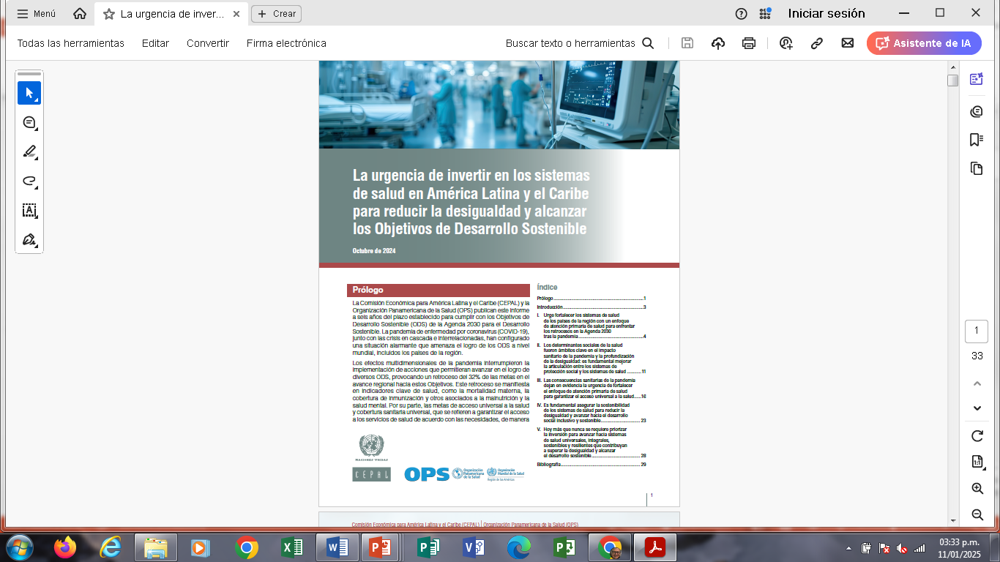 Menú
La urgencia de inver...
Crear
Iniciar sesión
Todas las herramientas
Editar
Convertir
Firma electrónica
Buscar texto o herramientas
Asistente de IA
La urgencia de invertir en los sistemas
de salud en América Latina y el Caribe
para reducir la desigualdad y alcanzar
los Objetivos de Desarrollo Sostenible
Octubre de 2024
Prólogo
La Comisión Económica para América Latina y el Caribe (CEPAL) y la
Organización Panamericana de la Salud (OPS) publican este informe
a seis años del plazo establecido para cumplir con los Objetivos de
Desarrollo Sostenible (ODS) de la Agenda 2030 para el Desarrollo
Sostenible. La pandemia de enfermedad por coronavirus (COVID-19),
junto con las crisis en cascada e interrelacionadas, han configurado
una situación alarmante que amenaza el logro de los ODS a nivel
mundial, incluidos los países de la región.
Los efectos multidimensionales de la pandemia interrumpieron la
implementación de acciones que permitieran avanzar en el logro de
diversos ODS, provocando un retroceso del 32% de las metas en el
avance regional hacia estos Objetivos. Este retroceso se manifiesta
en indicadores clave de salud, como la mortalidad materna, la
cobertura de inmunización y otros asociados a la malnutrición y la
salud mental. Por su parte, las metas de acceso universal a la salud
y cobertura sanitaria universal, que se refieren a garantizar el acceso
a los servicios de salud de acuerdo con las necesidades, de manera
NACIONES UNIDAS
CEPAL
OPS
Organización
Panamericana
de la Salud
Organización
Mundial de la Salud
Región de las Américas
Índice
Prólogo 1
Introducción 3
I. Urge fortalecer los sistemas de salud
de los países de la región con un enfoque
de atención primaria de salud para enfrentar
los retrocesos en la Agenda 2030
tras la pandemia 4
II. Los determinantes sociales de la salud
fueron ámbitos clave en el impacto
sanitario de la pandemia y la profundización
de la desigualdad: es fundamental mejorar
la articulación entre los sistemas de
protección social y los sistemas de salud 11
III. Las consecuencias sanitarias de la pandemia
dejan en evidencia la urgencia de fortalecer
el enfoque de atención primaria de salud
para garantizar el acceso universal a la salud 16
IV. Es fundamental asegurar la sostenibilidad
de los sistemas de salud para reducir la
desigualdad y avanzar hacia el desarrollo
social inclusivo y sostenible 23
V. Hoy más que nunca se requiere priorizar
la inversión para avanzar hacia sistemas
de salud universales, integrales,
sostenibles y resilientes que contribuyan
a superar la desigualdad y alcanzar
el desarrollo sostenible 28
Bibliografía 29
1
Comisión Económica para América Latina y el Caribe (CEPAL) | Organización Panamericana de la Salud (OPS)
1
33
03:33 p.m.
11/01/2025